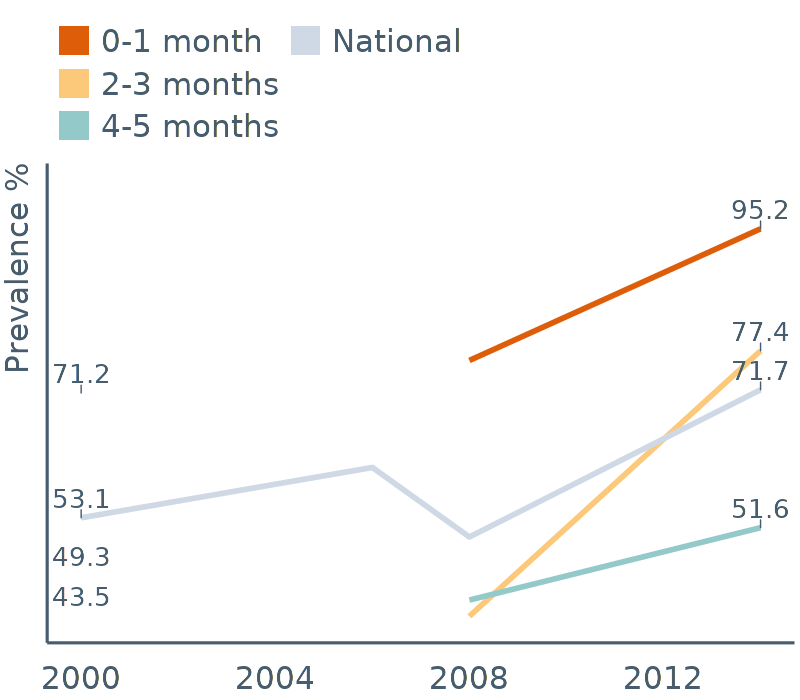 0-1 month
National
2-3 months
4-5 months
Prevalence %
95.2
77.4
71.7
71.2
53.1
51.6
49.3
43.5
2000
2004
2008
2012